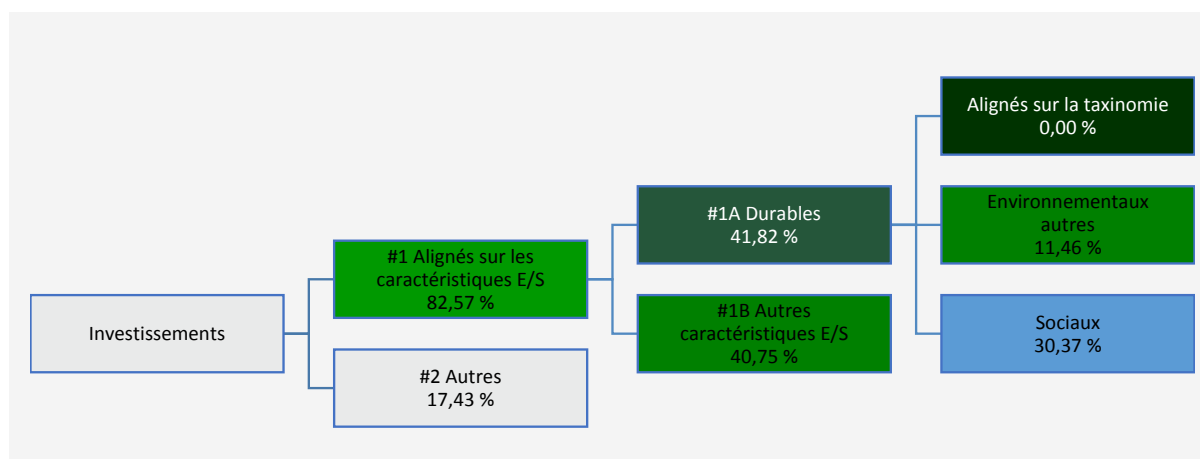 Investissements
#1 Alignés sur les
caractéristiques E/S
82,57 %
#2 Autres
17,43 %
#1A Durables
41,82 %
#1B Autres
caractéristiques E/S
40,75 %
Alignés sur la taxinomie
0,00 %
Environnementaux
autres
11,46 %
Sociaux
30,37 %